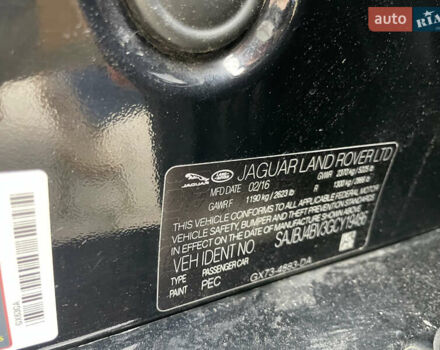 auto RIA
JAGUAR LAND ROVER LTD
JAGUAR
MFD DATE 02/16 GVWR 2370 kg / 5225 lb
GAWR F 1190 kg / 2623 lb R 1300 kg / 2866 lb
THIS VEHICLE CONFORMS TO ALL APPLICABLE FEDERAL MOTOR
VEHICLE SAFETY, BUMPER, AND THEFT PREVENTION STANDARDS
IN EFFECT ON THE DATE OF MANUFACTURE SHOWN ABOVE.
VEH IDENT NO. SAJBJ4BV3GCY19486
TYPE PASSENGER CAR
PAINT PEC GX73-4893-DA